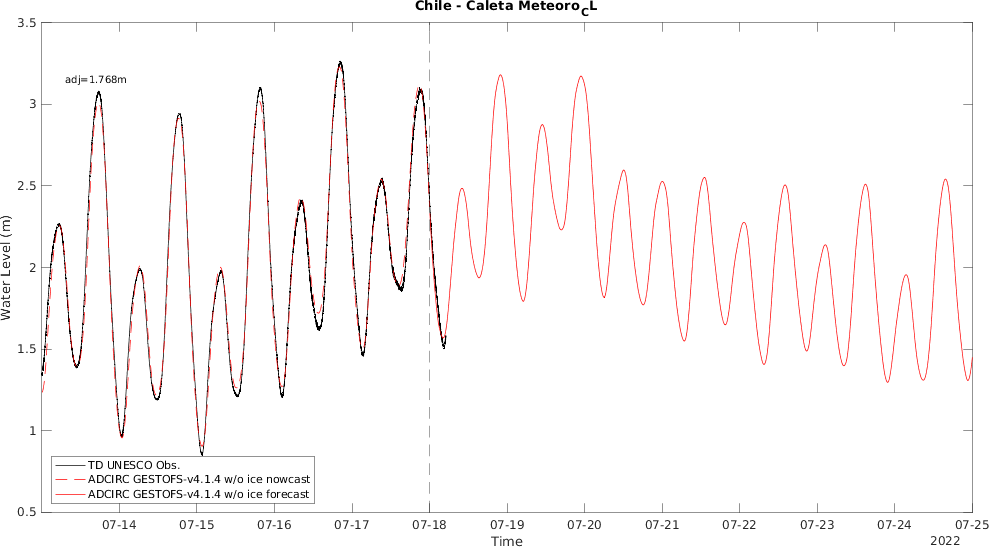 Chile - Caleta Meteoro_CL
3.5
adj=1.768m
3
2.5
Water Level (m)
2
1.5
1
TD UNESCO Obs.
ADCIRC GESTOFS-v4.1.4 w/o ice nowcast
ADCIRC GESTOFS-v4.1.4 w/o ice forecast
0.5
07-14 07-15 07-16 07-17 07-18 07-19 07-20 07-21 07-22 07-23 07-24 07-25
Time
2022